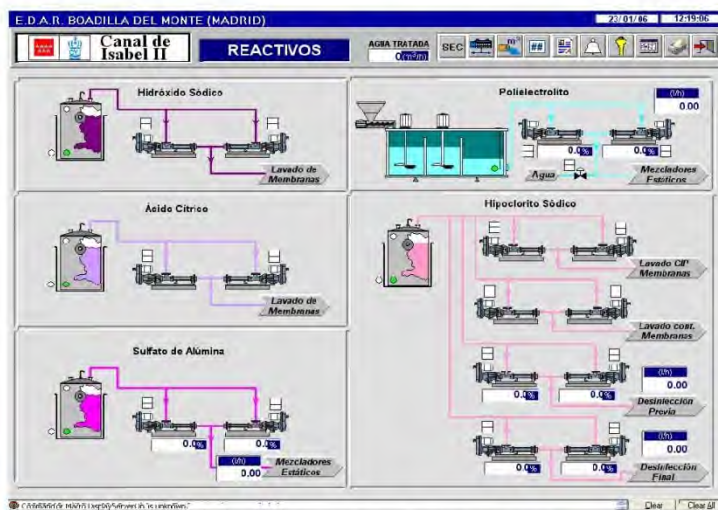 E.D.A.R. BOADILLA DEL MONTE (MADRID)
23/01/06
12:19:06
Canal de
Isabel II
REACTIVOS
AGUA TRATADA
0(m³/h)
SEC
m³
##
Hidróxido Sódico
Lavado de
Membranas
Polielectrolito
(l/h)
0.00
0.0%
0.0%
Agua
Mezcladores
Estáticos
Ácido Cítrico
Lavado de
Membranas
Hipoclorito Sódico
Lavado
Membranas
Lavado cont.
Membranas
(l/h)
0.00
0.0%
0.0%
Desinfección
Previa
(l/h)
0.00
0.0%
0.0%
Desinfección
Final
Sulfato de Alúmina
0.0%
0.0%
(l/h)
0.00
Mezcladores
Estáticos
Clear
Clear All